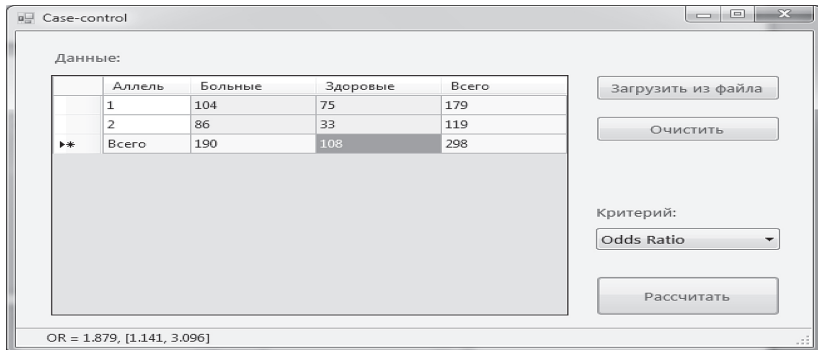 Case-control
Данные:
Аллель Больные Здоровые Всего
1 104 75 179
2 86 33 119
Всего 190 108 298
Загрузить из файла
Очистить
Критерий:
Odds Ratio
Рассчитать
OR = 1.879, [1.141, 3.096]